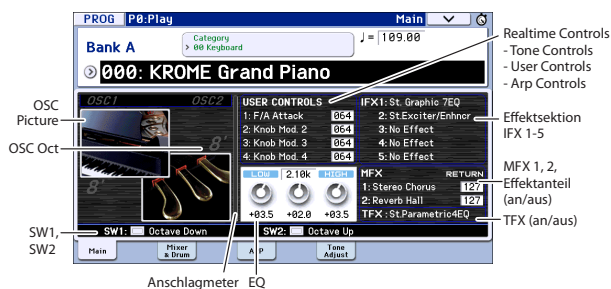 PROG P0:Play Main
Bank A
Category
> 00 Keyboard
♩= 109.00
000: KROME Grand Piano
OSC1 OSC2
8'
8'
USER CONTROLS
1: F/A Attack 064
2: Knob Mod. 2 064
3: Knob Mod. 3 064
4: Knob Mod. 4 064
IFX1: St. Graphic 7EQ
2: St.Exciter/Enhncr
3: No Effect
4: No Effect
5: No Effect
LOW 2.10k HIGH
+03.5 +02.0 +03.5
MFX RETURN
1: Stereo Chorus 127
2: Reverb Hall 127
TFX : St.Parametric4EQ
SW1: Octave Down SW2: Octave Up
Main
Mixer
& Drum
Tone
Adjust
OSC
Picture
OSC Oct
SW1,
SW2
Anschlagmeter EQ
Realtime Controls
- Tone Controls
- User Controls
- Arp Controls
Effektsektion
IFX 1-5
MFX 1, 2,
Effektanteil
(an/aus)
TFX (an/aus)